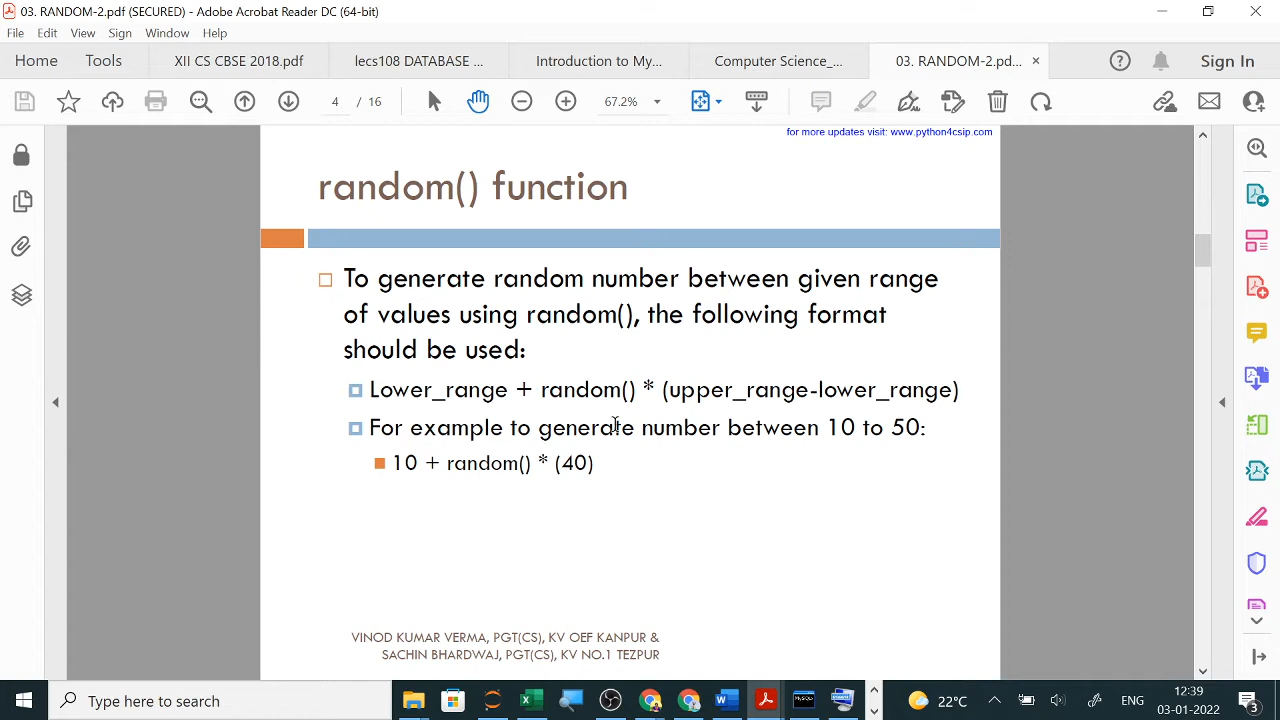 03. RANDOM-2.pdf (SECURED) - Adobe Acrobat Reader DC (64-bit)
File Edit View Sign Window Help
Home Tools XII CS CBSE 2018.pdf lecs108 DATABASE ... Introduction to My... Computer Science_... 03. RANDOM-2.pd... × Sign In
4 / 16 67.2%
for more updates visit: www.python4csip.com
random() function
To generate random number between given range
of values using random(), the following format
should be used:
Lower_range + random() * (upper_range-lower_range)
For example to generate number between 10 to 50:
10 + random() * (40)
VINOD KUMAR VERMA, PGT(CS), KV OEF KANPUR &
SACHIN BHARDWAJ, PGT(CS), KV NO.1 TEZPUR
Type here to search
22°C ENG 12:39
03-01-2022 3